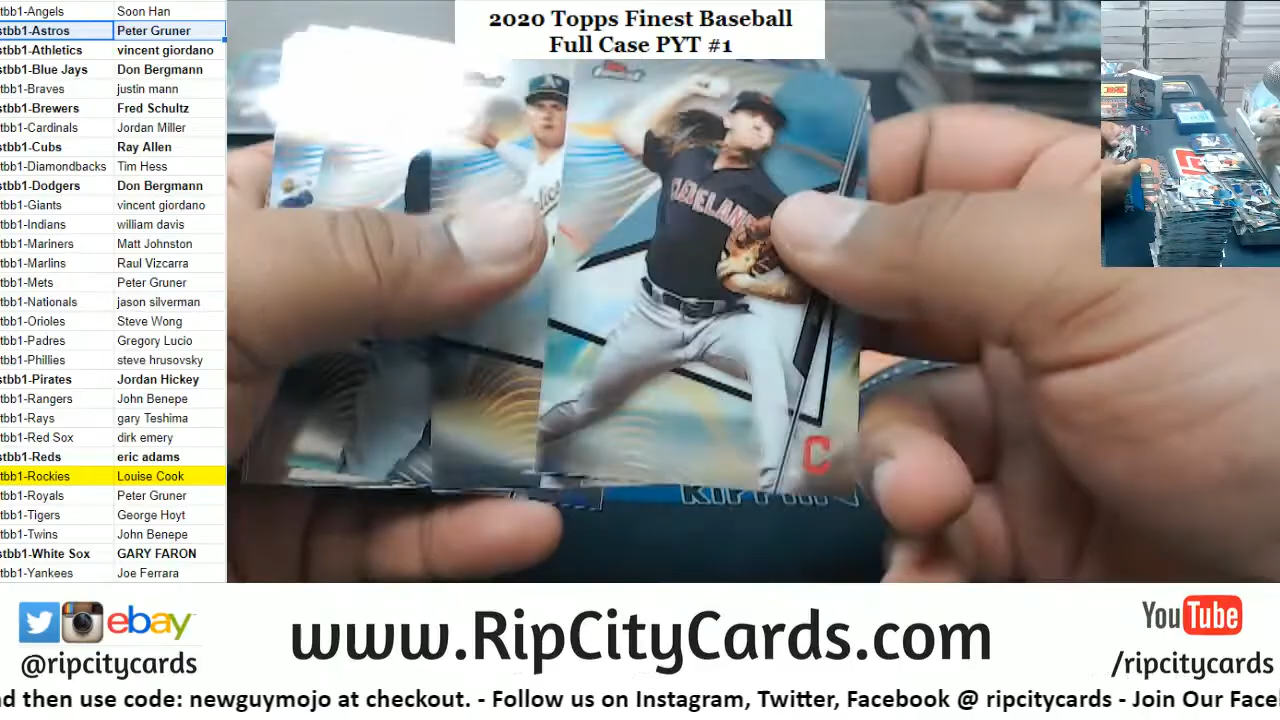 2020 Topps Finest Baseball
Full Case PYT #1
tbb1-Angels Soon Han
stbb1-Astros Peter Gruner
stbb1-Athletics vincent giordano
stbb1-Blue Jays Don Bergmann
tbb1-Braves justin mann
stbb1-Brewers Fred Schultz
tbb1-Cardinals Jordan Miller
stbb1-Cubs Ray Allen
tbb1-Diamondbacks Tim Hess
stbb1-Dodgers Don Bergmann
tbb1-Giants vincent giordano
tbb1-Indians william davis
tbb1-Mariners Matt Johnston
tbb1-Marlins Raul Vizcarra
tbb1-Mets Peter Gruner
tbb1-Nationals jason silverman
tbb1-Orioles Steve Wong
tbb1-Padres Gregory Lucio
tbb1-Phillies steve hrusovsky
stbb1-Pirates Jordan Hickey
tbb1-Rangers John Benepe
tbb1-Rays gary Teshima
tbb1-Red Sox dirk emery
stbb1-Reds eric adams
tbb1-Rockies Louise Cook
tbb1-Royals Peter Gruner
tbb1-Tigers George Hoyt
tbb1-Twins John Benepe
stbb1-White Sox GARY FARON
tbb1-Yankees Joe Ferrara
CLEVELAND
C
ebay
@ripcitycards
www.RipCityCards.com
YouTube
/ripcitycards
nd then use code: newguymojo at checkout. - Follow us on Instagram, Twitter, Facebook @ ripcitycards - Join Our Face